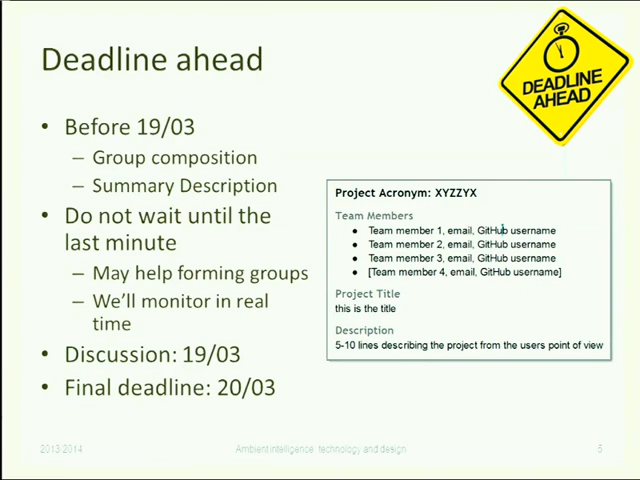 Deadline ahead
DEADLINE
AHEAD
• Before 19/03
– Group composition
– Summary Description
• Do not wait until the
last minute
– May help forming groups
– We'll monitor in real
time
• Discussion: 19/03
• Final deadline: 20/03
Project Acronym: XYZZYX
Team Members
• Team member 1, email, GitHub username
• Team member 2, email, GitHub username
• Team member 3, email, GitHub username
• [Team member 4, email, GitHub username]
Project Title
this is the title
Description
5-10 lines describing the project from the users point of view
2013-2014
Ambient intelligence: technology and design
5